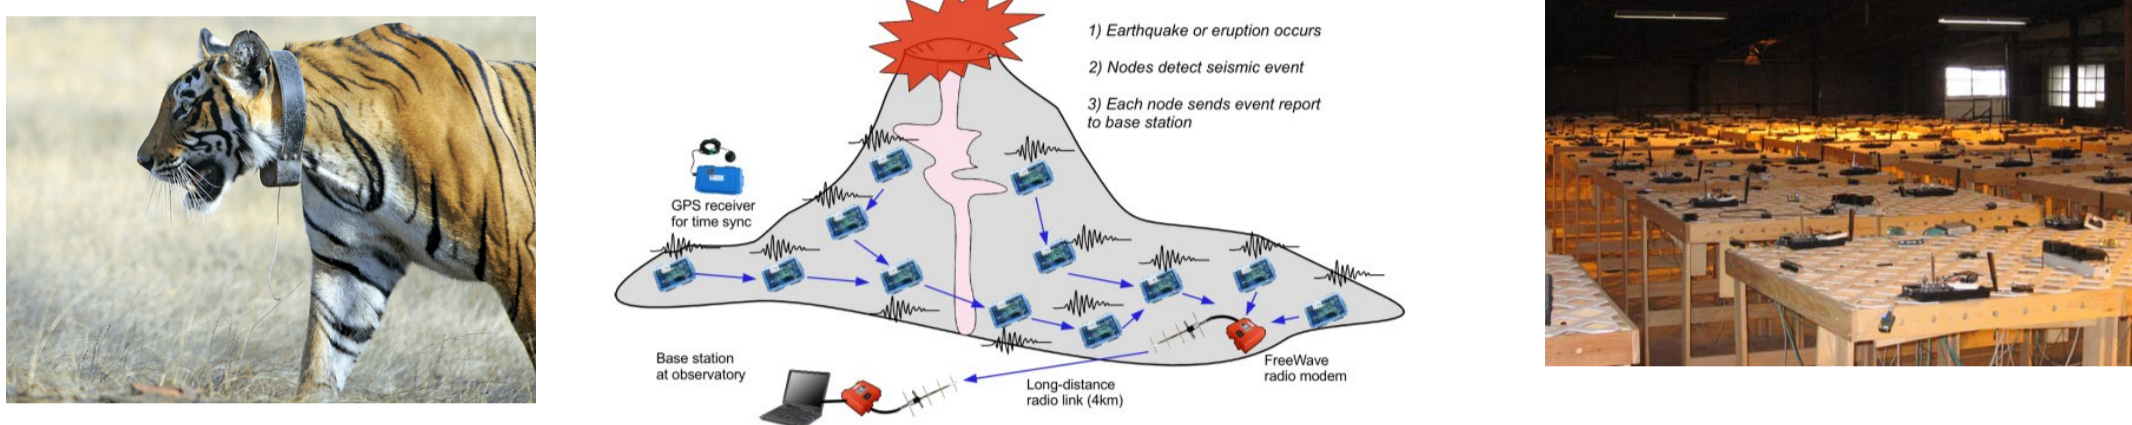 1) Earthquake or eruption occurs
2) Nodes detect seismic event
3) Each node sends event report
to base station
GPS receiver
for time sync
Base station
at observatory
Long-distance
radio link (4km)
FreeWave
radio modem